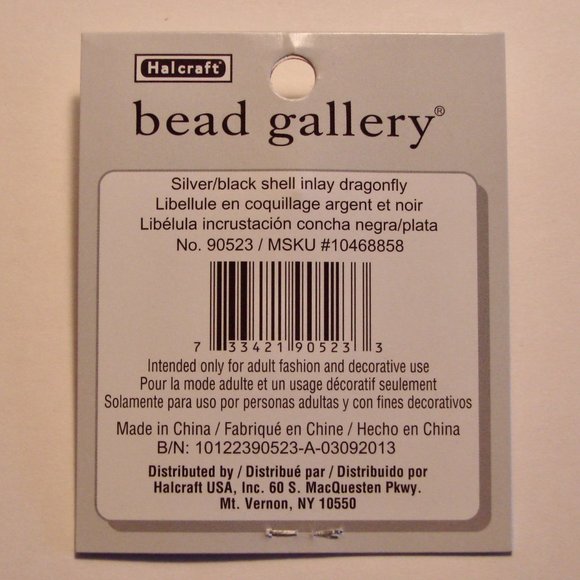 Halcraft
bead gallery®
Silver/black shell inlay dragonfly
Libellule en coquillage argent et noir
Libélula incrustación concha negra/plata
No. 90523 / MSKU #10468858
7 33421 90523 3
Intended only for adult fashion and decorative use
Pour la mode adulte et un usage décoratif seulement
Solamente para uso por personas adultas y con fines decorativos
Made in China / Fabriqué en Chine / Hecho en China
B/N: 10122390523-A-03092013
Distributed by / Distribué par / Distribuido por
Halcraft USA, Inc. 60 S. MacQuesten Pkwy.
Mt. Vernon, NY 10550